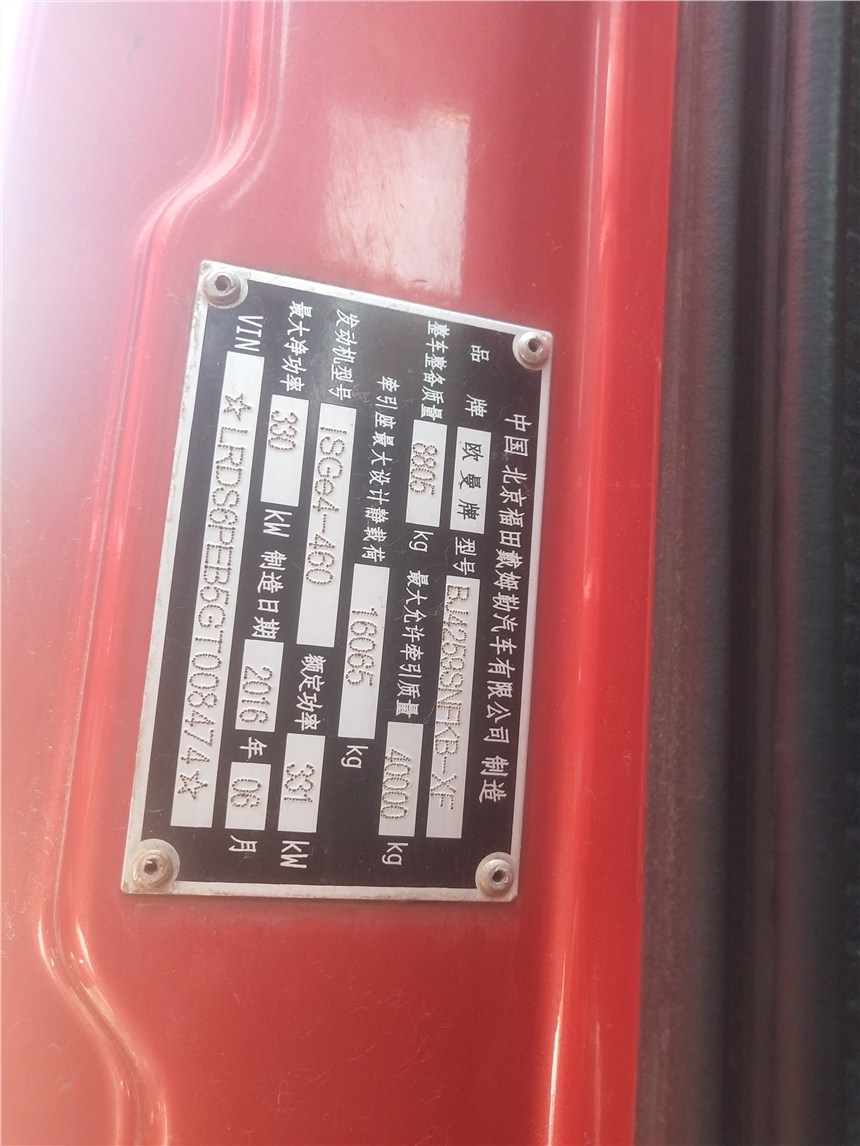 中国 北京福田戴姆勒汽车有限公司 制造
品牌 欧曼牌 型号 BJ4259SNFKB-XF
整车整备质量 8805 kg 最大允许牵引质量 40000 kg
牵引座最大设计静载荷 16065 kg
发动机型号 ISGe4-460 额定功率 331 kW
最大净功率 330 kW 制造日期 2016 年 06 月
VIN ☆LRDS6PEB5GT008474☆